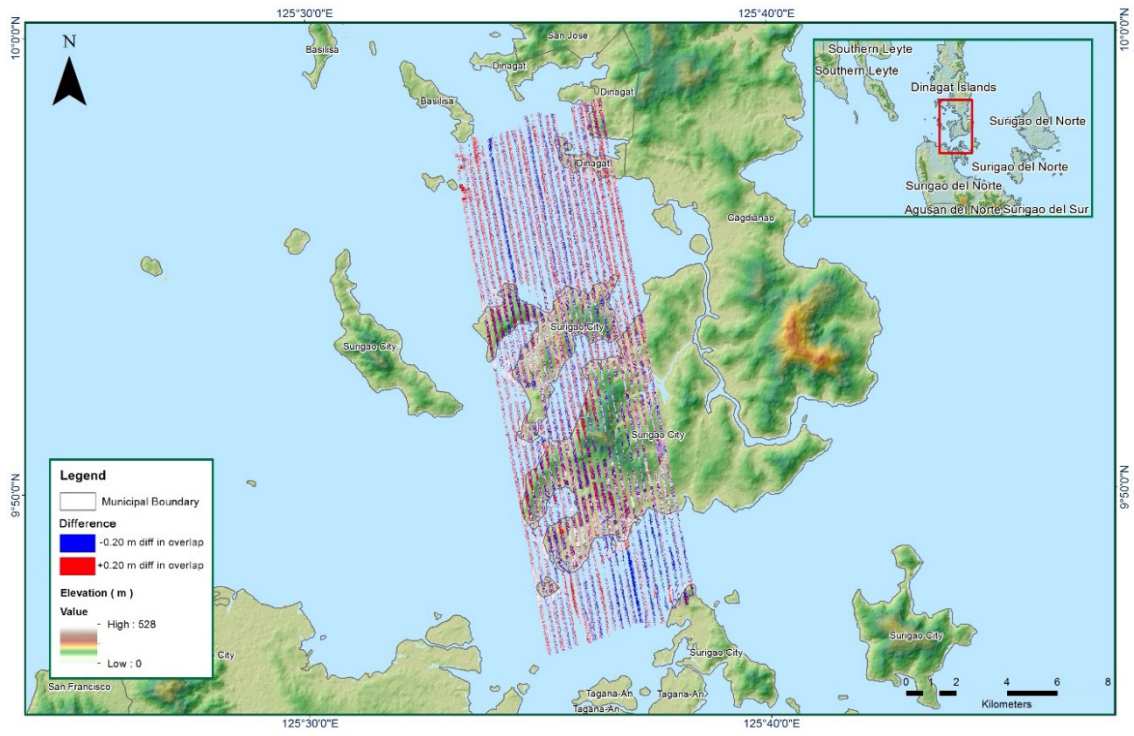 125°30'0"E
125°40'0"E
10°0'0"N
10°0'0"N
N
San Jose
Basilisa
Dinagat
Basilisa
Dinagat
Dinagat
Cagdianao
Surigao City
Surigao City
Surigao City
Southern Leyte
Southern Leyte
Dinagat Islands
Surigao del Norte
Surigao del Norte
Surigao del Norte
Agusan del Norte
Surigao del Sur
9°50'0"N
9°50'0"N
Legend
Municipal Boundary
Difference
-0.20 m diff in overlap
+0.20 m diff in overlap
Elevation ( m )
Value
High : 528
Low : 0
City
San Francisco
Surigao City
Surigao City
Tagana-An
Tagana-An
Tagana-An
0 1 2 4 6 8
Kilometers
125°30'0"E
125°40'0"E